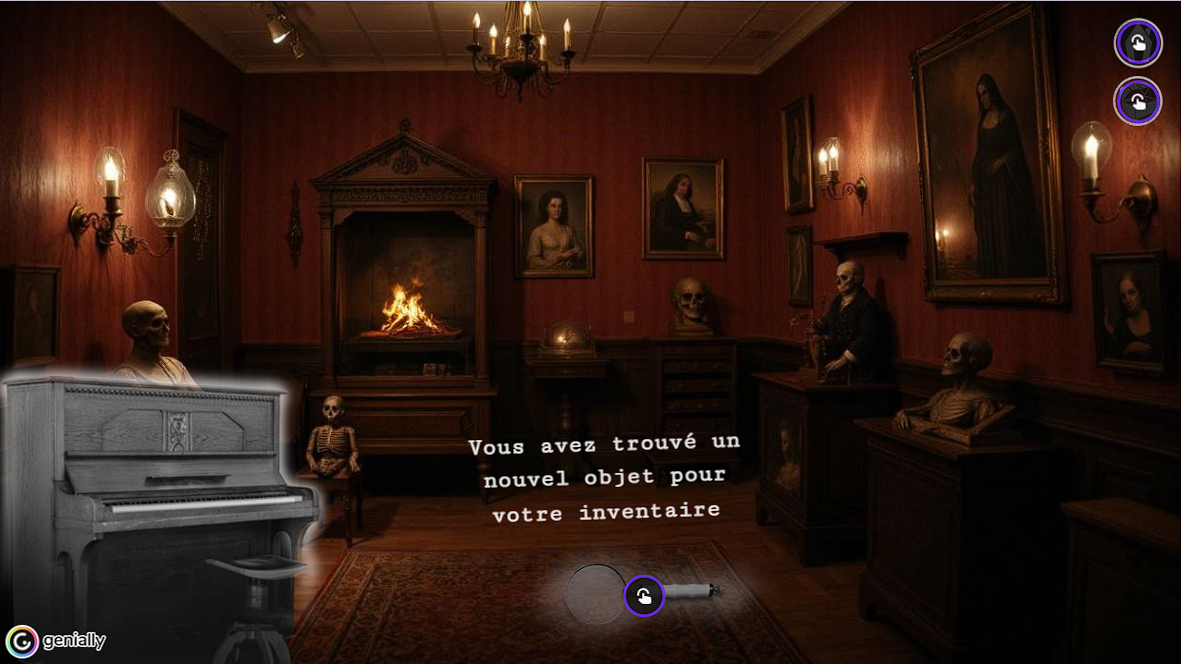 Vous avez trouvé un
nouvel objet pour
votre inventaire
genially